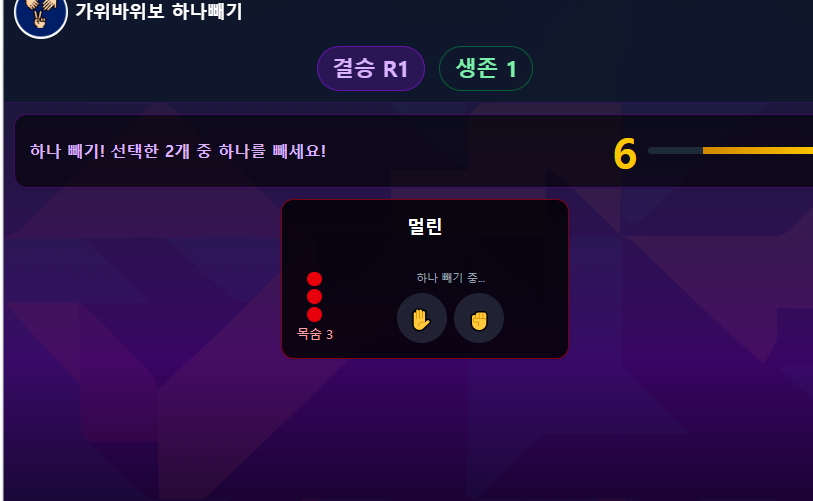 가위바위보 하나빼기
결승 R1 생존 1
하나 빼기! 선택한 2개 중 하나를 빼세요! 6
멀린
하나 빼기 중...
목숨 3